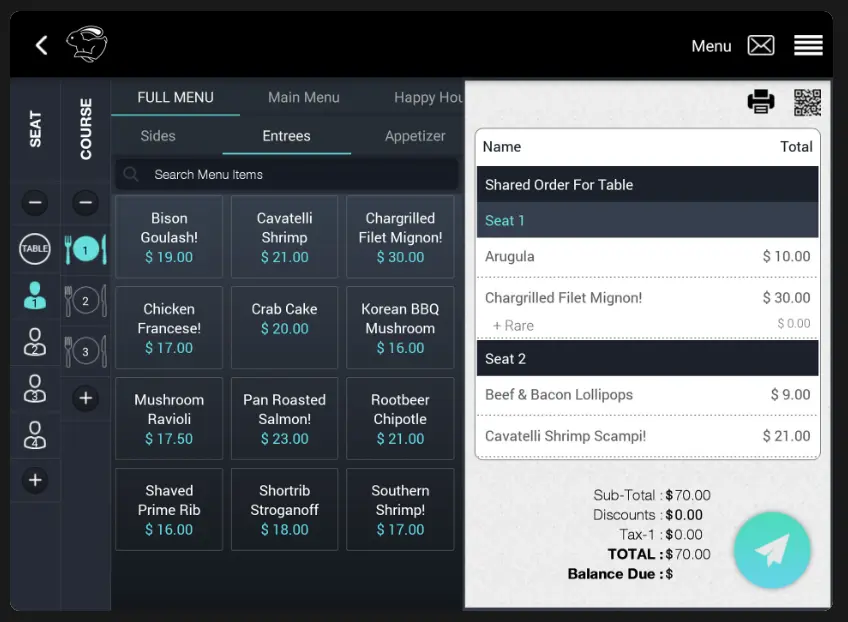 Menu
SEAT
COURSE
TABLE
1
2
3
4
1
2
3
FULL MENU Main Menu Happy Hou
Sides Entrees Appetizer
Search Menu Items
Bison
Goulash!
$ 19.00
Cavatelli
Shrimp
$ 21.00
Chargrilled
Filet Mignon!
$ 30.00
Chicken
Francese!
$ 17.00
Crab Cake
$ 20.00
Korean BBQ
Mushroom
$ 16.00
Mushroom
Ravioli
$ 17.50
Pan Roasted
Salmon!
$ 23.00
Rootbeer
Chipotle
$ 21.00
Shaved
Prime Rib
$ 16.00
Shortrib
Stroganoff
$ 18.00
Southern
Shrimp!
$ 17.00
Name Total
Shared Order For Table
Seat 1
Arugula $ 10.00
Chargrilled Filet Mignon! $ 30.00
+ Rare $ 0.00
Seat 2
Beef & Bacon Lollipops $ 9.00
Cavatelli Shrimp Scampi! $ 21.00
Sub-Total : $70.00
Discounts : $0.00
Tax-1 : $0.00
TOTAL : $70.00
Balance Due : $